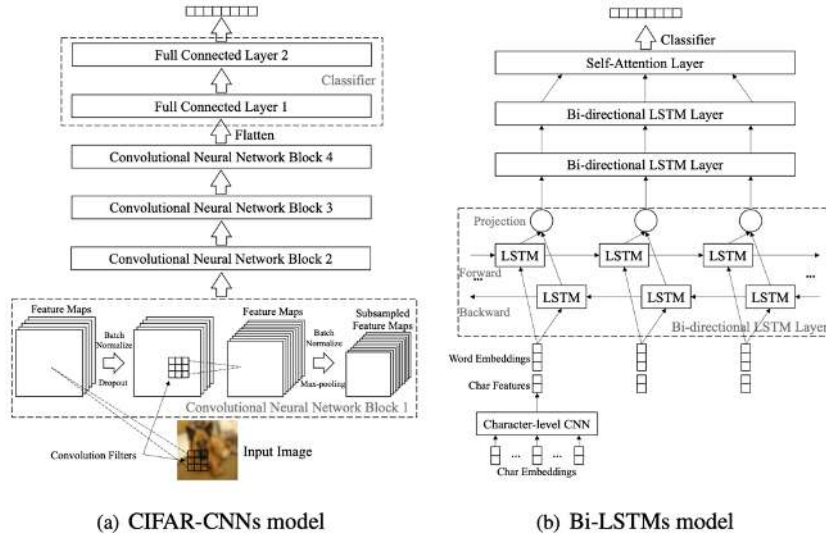 Full Connected Layer 2
Classifier
Full Connected Layer 1
Flatten
Convolutional Neural Network Block 4
Convolutional Neural Network Block 3
Convolutional Neural Network Block 2
Feature Maps
Batch
Normalize
Dropout
Feature Maps
Batch
Normalize
Max-pooling
Subsampled
Feature Maps
Convolutional Neural Network Block 1
Convolution Filters
Input Image
(a) CIFAR-CNNs model
Classifier
Self-Attention Layer
Bi-directional LSTM Layer
Bi-directional LSTM Layer
Projection
LSTM LSTM LSTM
Forward
... ...
LSTM LSTM LSTM
Backward
Bi-directional LSTM Layer
Word Embeddings
Char Features
Character-level CNN
... ...
Char Embeddings
(b) Bi-LSTMs model